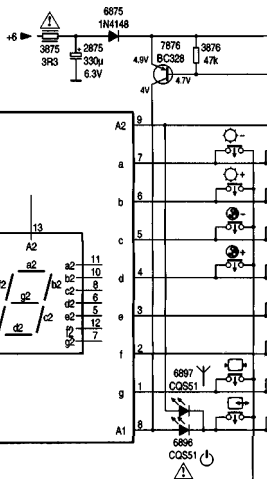 6875
1N4148
+6
3875
3R3
2875
330µ
6.3V
4.9V
7876
BC328
4.7V
4V
3876
47k
A2 9
a 7
b 6
c 5
d 4
e 3
f 2
g 1
A1 8
-
+
-
+
13
A2
a2
b2
g2
c2
d2
a2 11
b2 10
c2 8
d2 6
e2 5
f2 12
g2 7
6897
CQS51
6896
CQS51